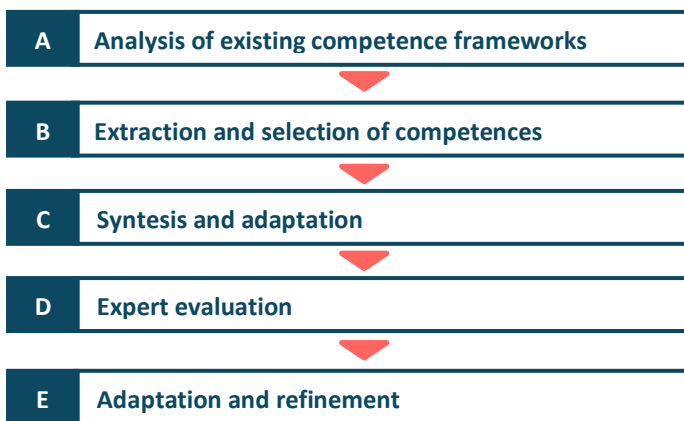 A Analysis of existing competence frameworks
B Extraction and selection of competences
C Syntesis and adaptation
D Expert evaluation
E Adaptation and refinement